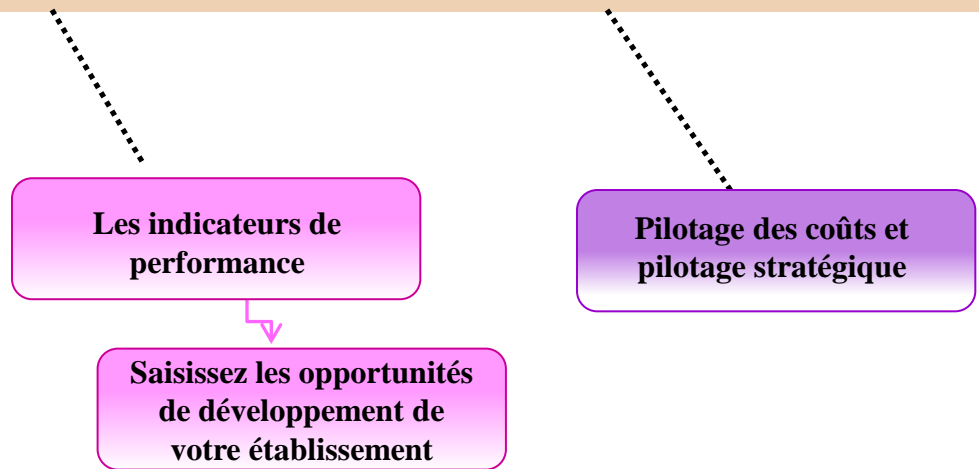 Les indicateurs de
performance
Pilotage des coûts et
pilotage stratégique
Saisissez les opportunités
de développement de
votre établissement